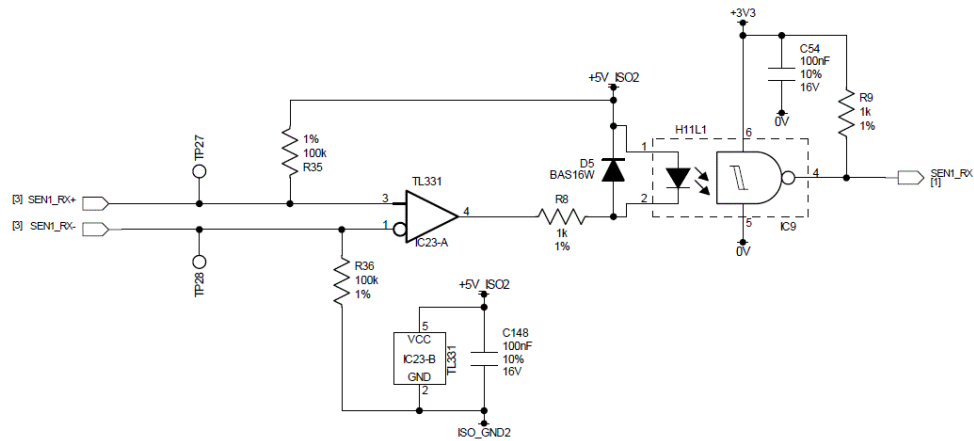 +3V3
C54
100nF
10%
16V
0V
R9
1k
1%
+5V_ISO2
H11L1
6
1%
100k
R35
TP27
D5
BAS16W
1
2
4
SEN1_RX
[1]
5
IC9
0V
TL331
[3] SEN1_RX+
3
4
R8
1k
1%
[3] SEN1_RX-
1
IC23-A
TP28
R36
100k
1%
+5V_ISO2
5
VCC
IC23-B
GND
2
TL331
C148
100nF
10%
16V
ISO_GND2